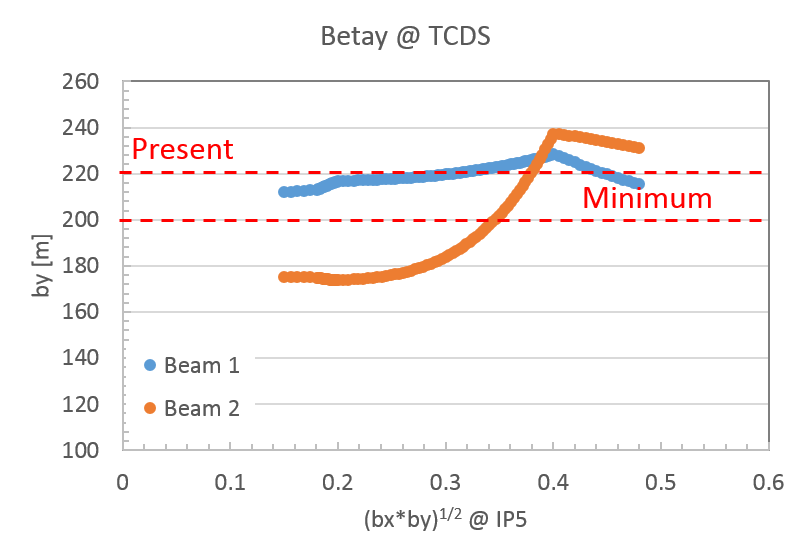 Betay @ TCDS
260
240
220
200
180
160
140
120
100
by [m]
Present
Minimum
Beam 1
Beam 2
0 0.1 0.2 0.3 0.4 0.5 0.6
(bx*by)1/2 @ IP5